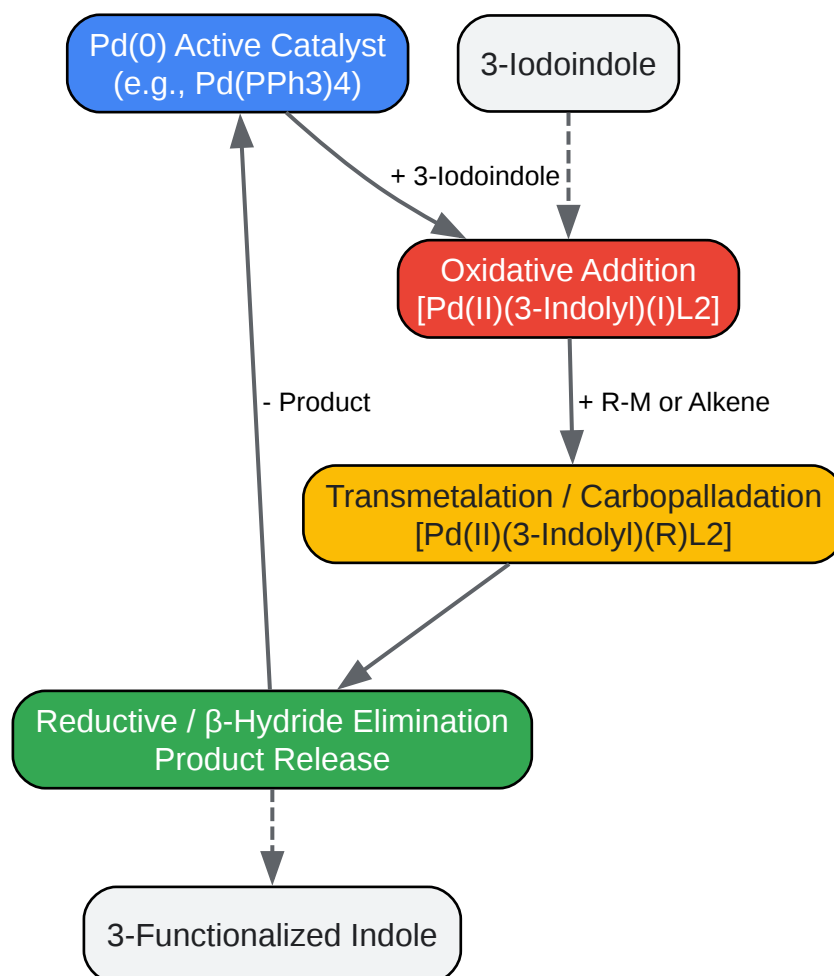 Pd(0) Active Catalyst
(e.g., Pd(PPh3)4)
3-Iodoindole
+ 3-Iodoindole
Oxidative Addition
[Pd(II)(3-Indolyl)(I)L2]
- Product
+ R-M or Alkene
Transmetalation / Carbopalladation
[Pd(II)(3-Indolyl)(R)L2]
Reductive / β-Hydride Elimination
Product Release
3-Functionalized Indole